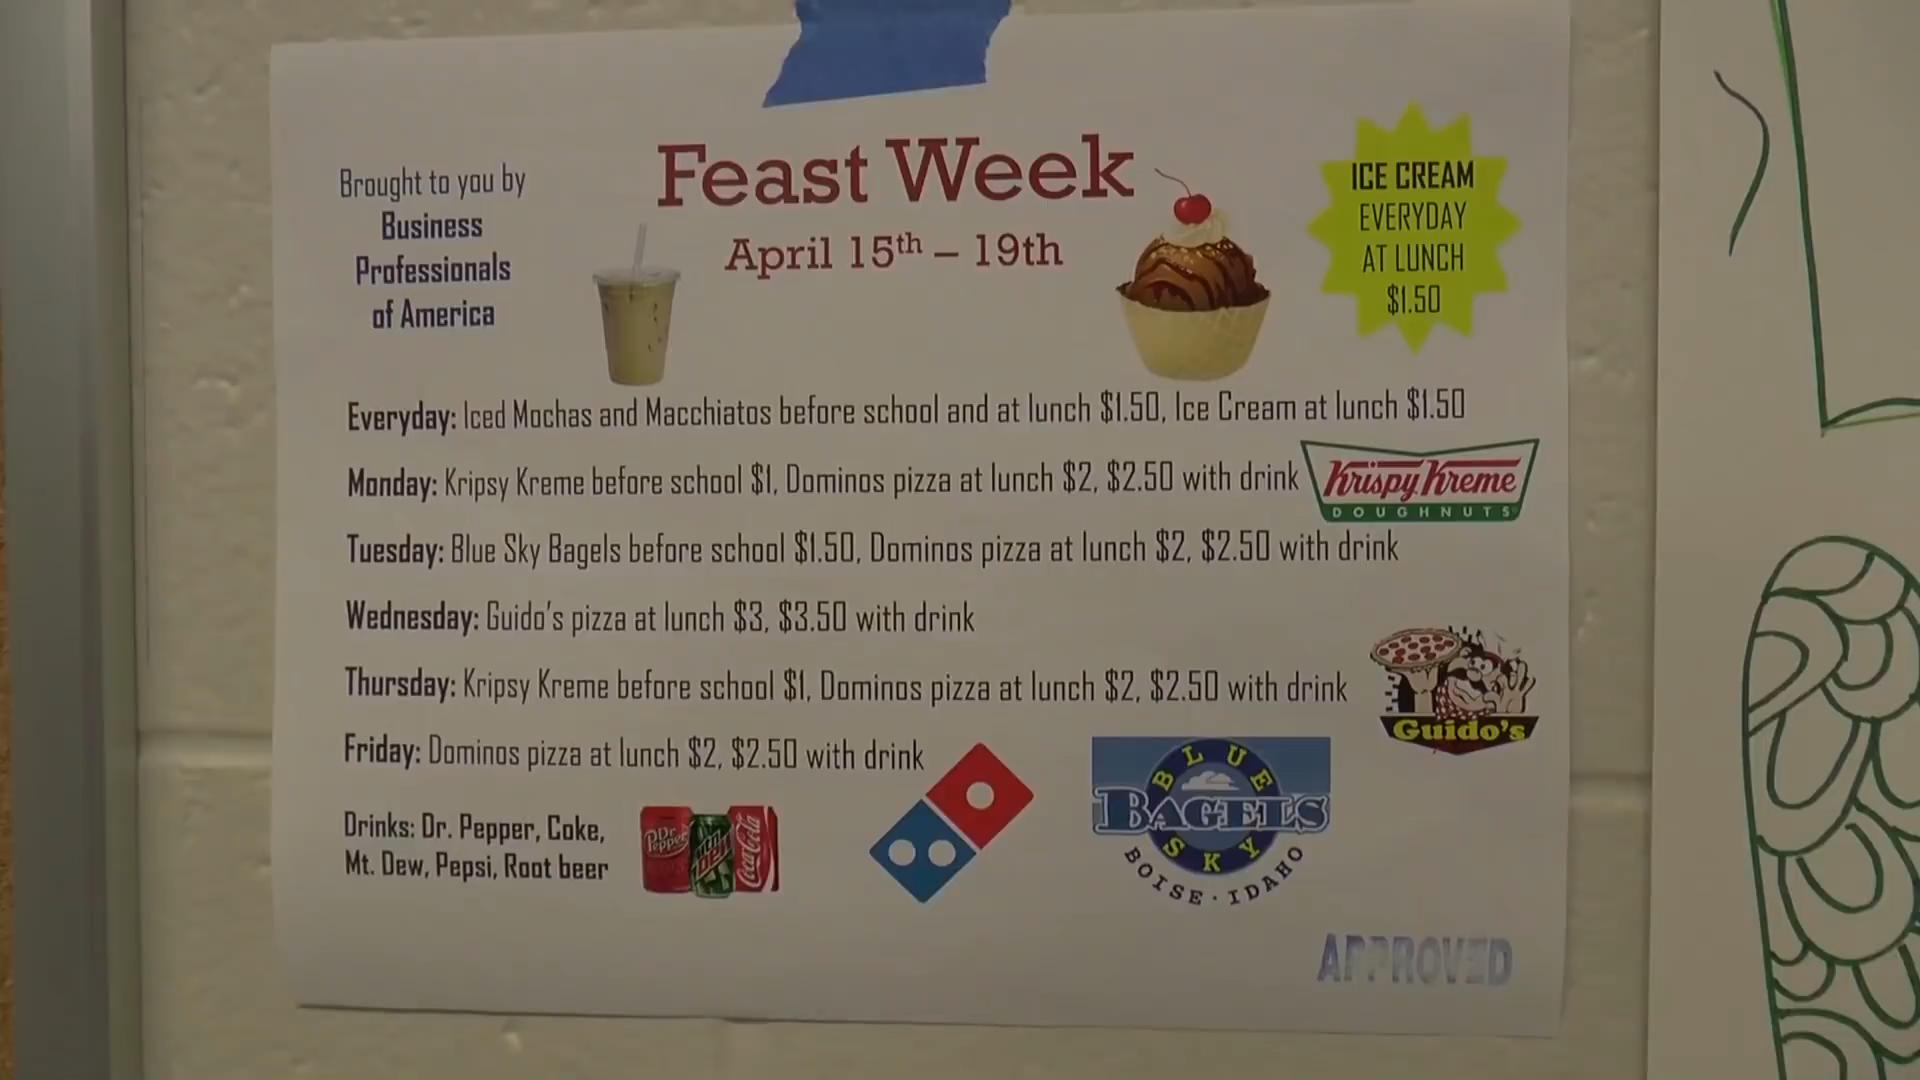 Brought to you by
Business
Professionals
of America
Feast Week
April 15th – 19th
ICE CREAM
EVERYDAY
AT LUNCH
$1.50
Everyday: Iced Mochas and Macchiatos before school and at lunch $1.50, Ice Cream at lunch $1.50
Monday: Kripsy Kreme before school $1, Dominos pizza at lunch $2, $2.50 with drink
Krispy Kreme
DOUGHNUTS
Tuesday: Blue Sky Bagels before school $1.50, Dominos pizza at lunch $2, $2.50 with drink
Wednesday: Guido's pizza at lunch $3, $3.50 with drink
Thursday: Kripsy Kreme before school $1, Dominos pizza at lunch $2, $2.50 with drink
Guido's
Friday: Dominos pizza at lunch $2, $2.50 with drink
Drinks: Dr. Pepper, Coke,
Mt. Dew, Pepsi, Root beer
Dr Pepper
Mtn Dew
Coca-Cola
BLUE
BAGELS
SKY
BOISE · IDAHO
APPROVED